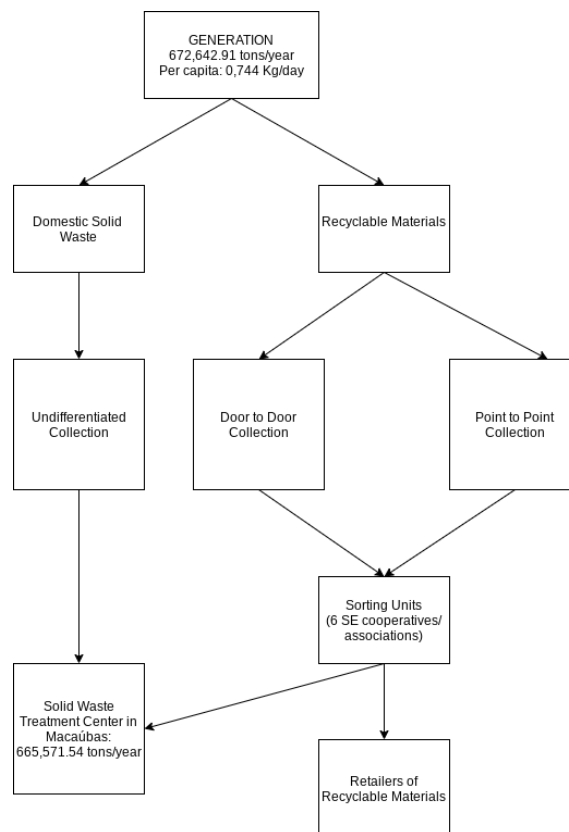 GENERATION
672,642.91 tons/year
Per capita: 0,744 Kg/day
Domestic Solid
Waste
Recyclable Materials
Undifferentiated
Collection
Door to Door
Collection
Point to Point
Collection
Sorting Units
(6 SE cooperatives/
associations)
Solid Waste
Treatment Center in
Macaúbas:
665,571.54 tons/year
Retailers of
Recyclable Materials